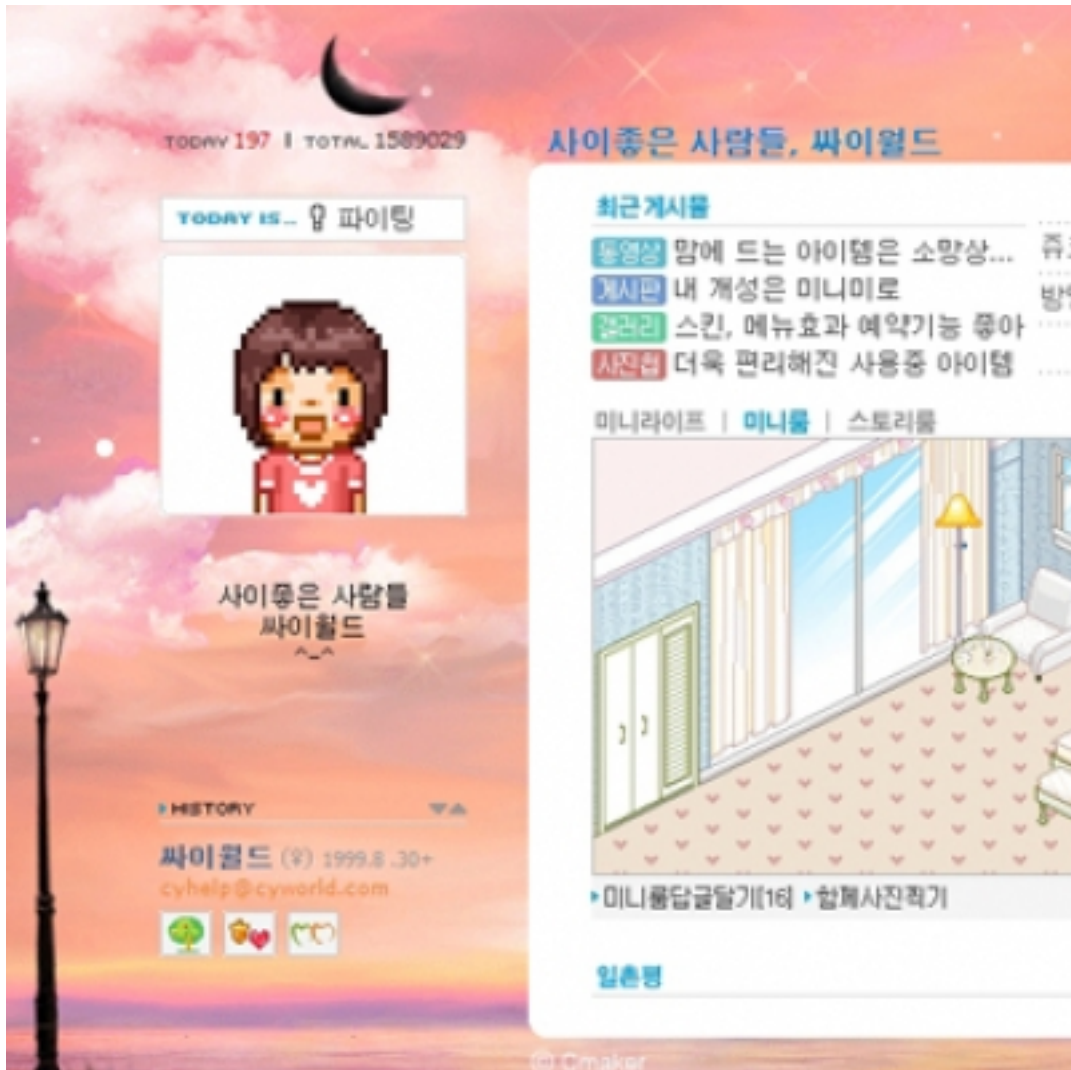 TODAY 197 | TOTAL 1589029
TODAY IS... 파이팅
사이좋은 사람들
싸이월드
^_^
HISTORY
싸이월드 (♀) 1999.8 .30+
cyhelp@cyworld.com
사이좋은 사람들, 싸이월드
최근게시물
동영상 맘에 드는 아이템은 소망상...
게시판 내 개성은 미니미로
갤러리 스킨, 메뉴효과 예약기능 좋아
사진첩 더욱 편리해진 사용중 아이템
쥬
방
미니라이프 | 미니룸 | 스토리룸
미니룸답글달기[16] 함께사진찍기
일촌평
© Cmaker